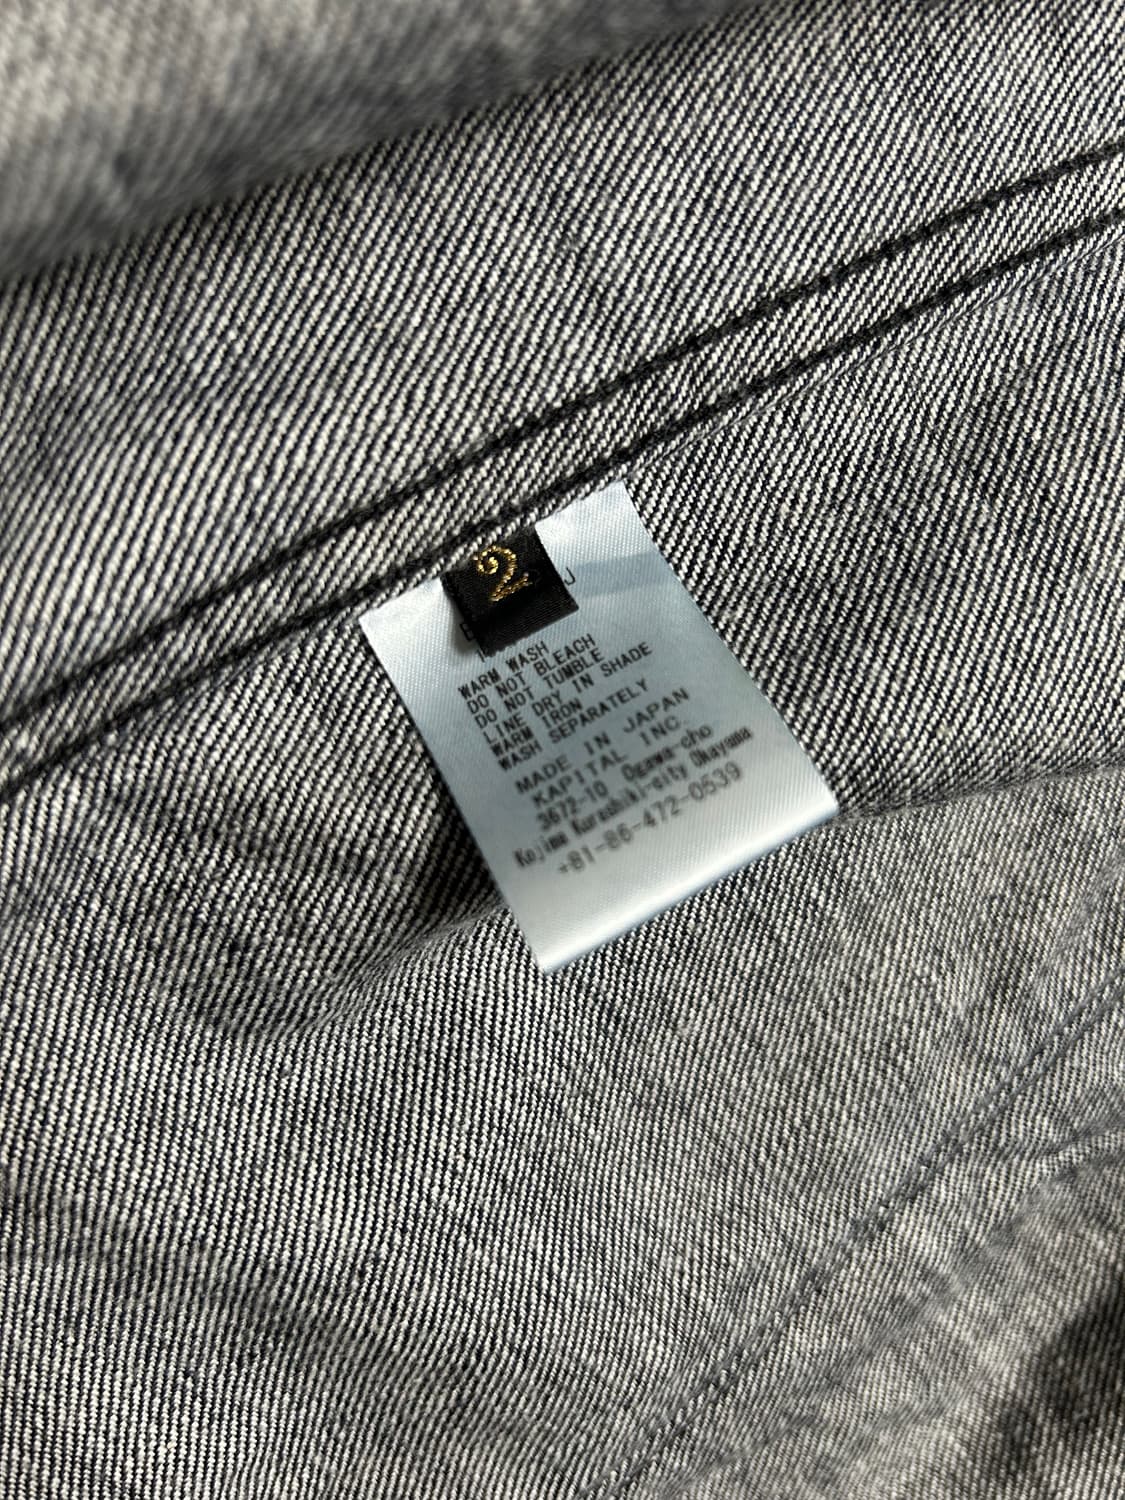 2
J
WARM WASH
DO NOT BLEACH
DO NOT TUMBLE
LINE DRY IN SHADE
WARM IRON
WASH SEPARATELY
MADE IN JAPAN
KAPITAL INC.
3672-10 Ogawa-cho
Kojima Kurashiki-city Okayama
+81-86-472-0539